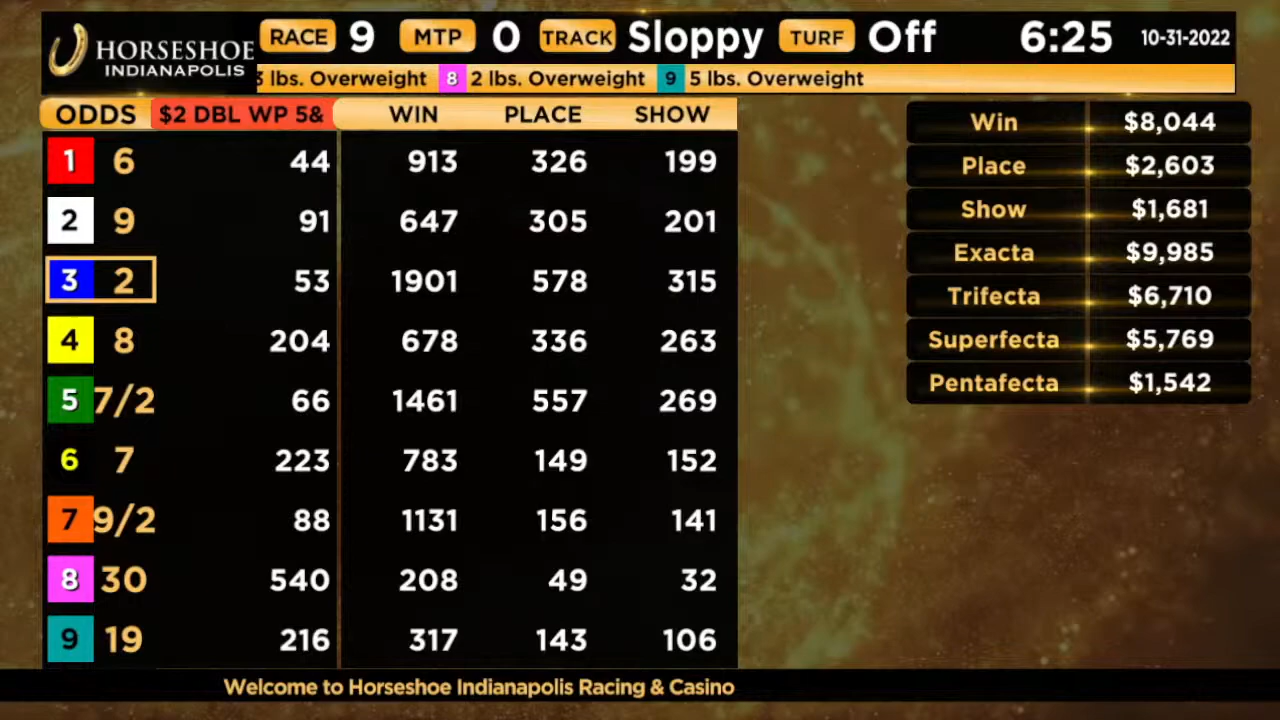 HORSESHOE
INDIANAPOLIS
RACE 9 MTP 0 TRACK Sloppy TURF Off 6:25 10-31-2022
3 lbs. Overweight 8 2 lbs. Overweight 9 5 lbs. Overweight
ODDS $2 DBL WP 5& WIN PLACE SHOW
1 6 44 913 326 199
2 9 91 647 305 201
3 2 53 1901 578 315
4 8 204 678 336 263
5 7/2 66 1461 557 269
6 7 223 783 149 152
7 9/2 88 1131 156 141
8 30 540 208 49 32
9 19 216 317 143 106
Win $8,044
Place $2,603
Show $1,681
Exacta $9,985
Trifecta $6,710
Superfecta $5,769
Pentafecta $1,542
Welcome to Horseshoe Indianapolis Racing & Casino